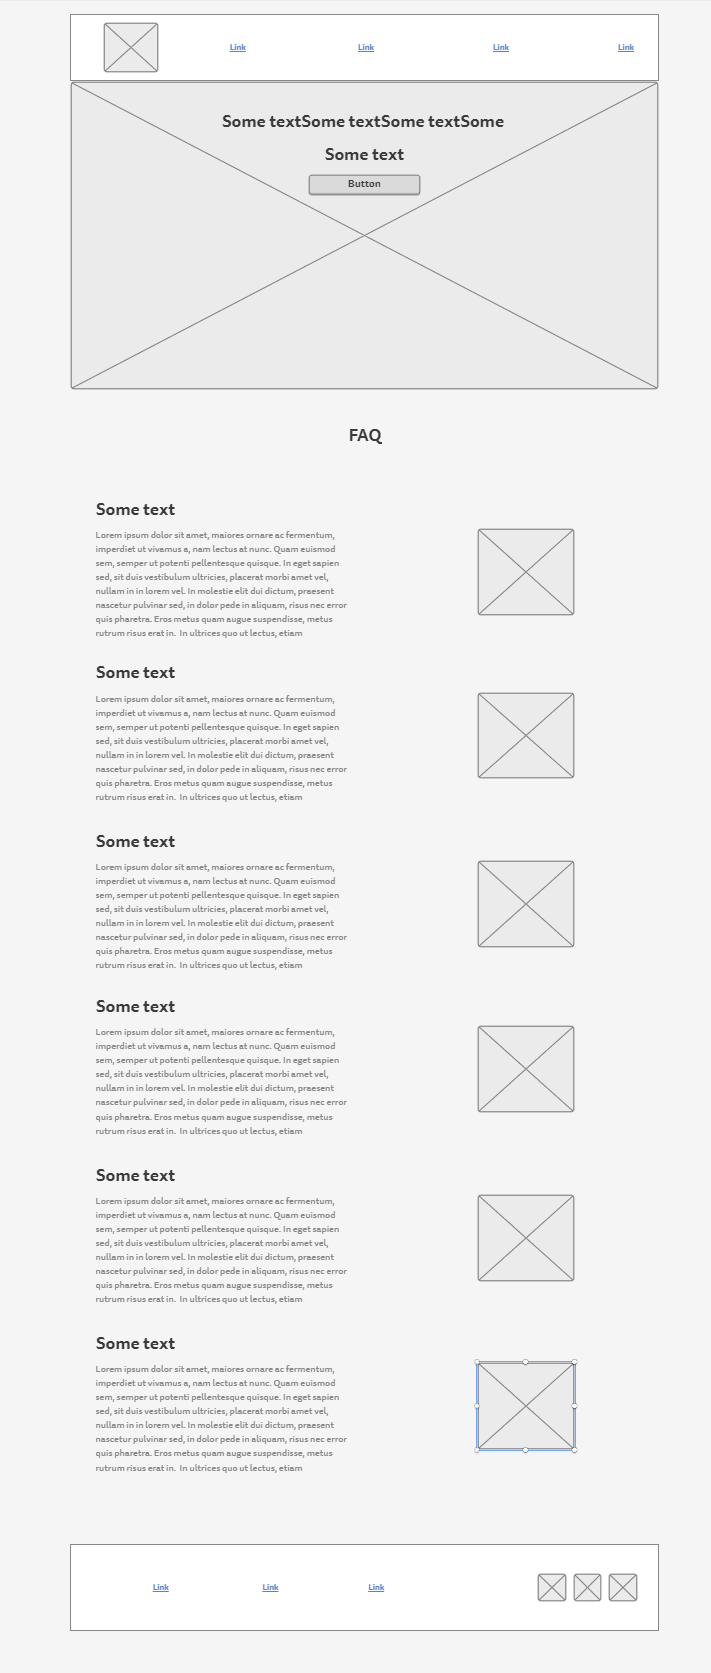 Link Link Link Link
Some textSome textSome textSome
Some text
Button
FAQ
Some text
Lorem ipsum dolor sit amet, maiores ornare ac fermentum,
imperdiet ut vivamus a, nam lectus at nunc. Quam euismod
sem, semper ut potenti pellentesque quisque. In eget sapien
sed, sit duis vestibulum ultricies, placerat morbi amet vel,
nullam in in lorem vel. In molestie elit dui dictum, praesent
nascetur pulvinar sed, in dolor pede in aliquam, risus nec error
quis pharetra. Eros metus quam augue suspendisse, metus
rutrum risus erat in.  In ultrices quo ut lectus, etiam
Some text
Lorem ipsum dolor sit amet, maiores ornare ac fermentum,
imperdiet ut vivamus a, nam lectus at nunc. Quam euismod
sem, semper ut potenti pellentesque quisque. In eget sapien
sed, sit duis vestibulum ultricies, placerat morbi amet vel,
nullam in in lorem vel. In molestie elit dui dictum, praesent
nascetur pulvinar sed, in dolor pede in aliquam, risus nec error
quis pharetra. Eros metus quam augue suspendisse, metus
rutrum risus erat in.  In ultrices quo ut lectus, etiam
Some text
Lorem ipsum dolor sit amet, maiores ornare ac fermentum,
imperdiet ut vivamus a, nam lectus at nunc. Quam euismod
sem, semper ut potenti pellentesque quisque. In eget sapien
sed, sit duis vestibulum ultricies, placerat morbi amet vel,
nullam in in lorem vel. In molestie elit dui dictum, praesent
nascetur pulvinar sed, in dolor pede in aliquam, risus nec error
quis pharetra. Eros metus quam augue suspendisse, metus
rutrum risus erat in.  In ultrices quo ut lectus, etiam
Some text
Lorem ipsum dolor sit amet, maiores ornare ac fermentum,
imperdiet ut vivamus a, nam lectus at nunc. Quam euismod
sem, semper ut potenti pellentesque quisque. In eget sapien
sed, sit duis vestibulum ultricies, placerat morbi amet vel,
nullam in in lorem vel. In molestie elit dui dictum, praesent
nascetur pulvinar sed, in dolor pede in aliquam, risus nec error
quis pharetra. Eros metus quam augue suspendisse, metus
rutrum risus erat in.  In ultrices quo ut lectus, etiam
Some text
Lorem ipsum dolor sit amet, maiores ornare ac fermentum,
imperdiet ut vivamus a, nam lectus at nunc. Quam euismod
sem, semper ut potenti pellentesque quisque. In eget sapien
sed, sit duis vestibulum ultricies, placerat morbi amet vel,
nullam in in lorem vel. In molestie elit dui dictum, praesent
nascetur pulvinar sed, in dolor pede in aliquam, risus nec error
quis pharetra. Eros metus quam augue suspendisse, metus
rutrum risus erat in.  In ultrices quo ut lectus, etiam
Some text
Lorem ipsum dolor sit amet, maiores ornare ac fermentum,
imperdiet ut vivamus a, nam lectus at nunc. Quam euismod
sem, semper ut potenti pellentesque quisque. In eget sapien
sed, sit duis vestibulum ultricies, placerat morbi amet vel,
nullam in in lorem vel. In molestie elit dui dictum, praesent
nascetur pulvinar sed, in dolor pede in aliquam, risus nec error
quis pharetra. Eros metus quam augue suspendisse, metus
rutrum risus erat in.  In ultrices quo ut lectus, etiam
Link Link Link